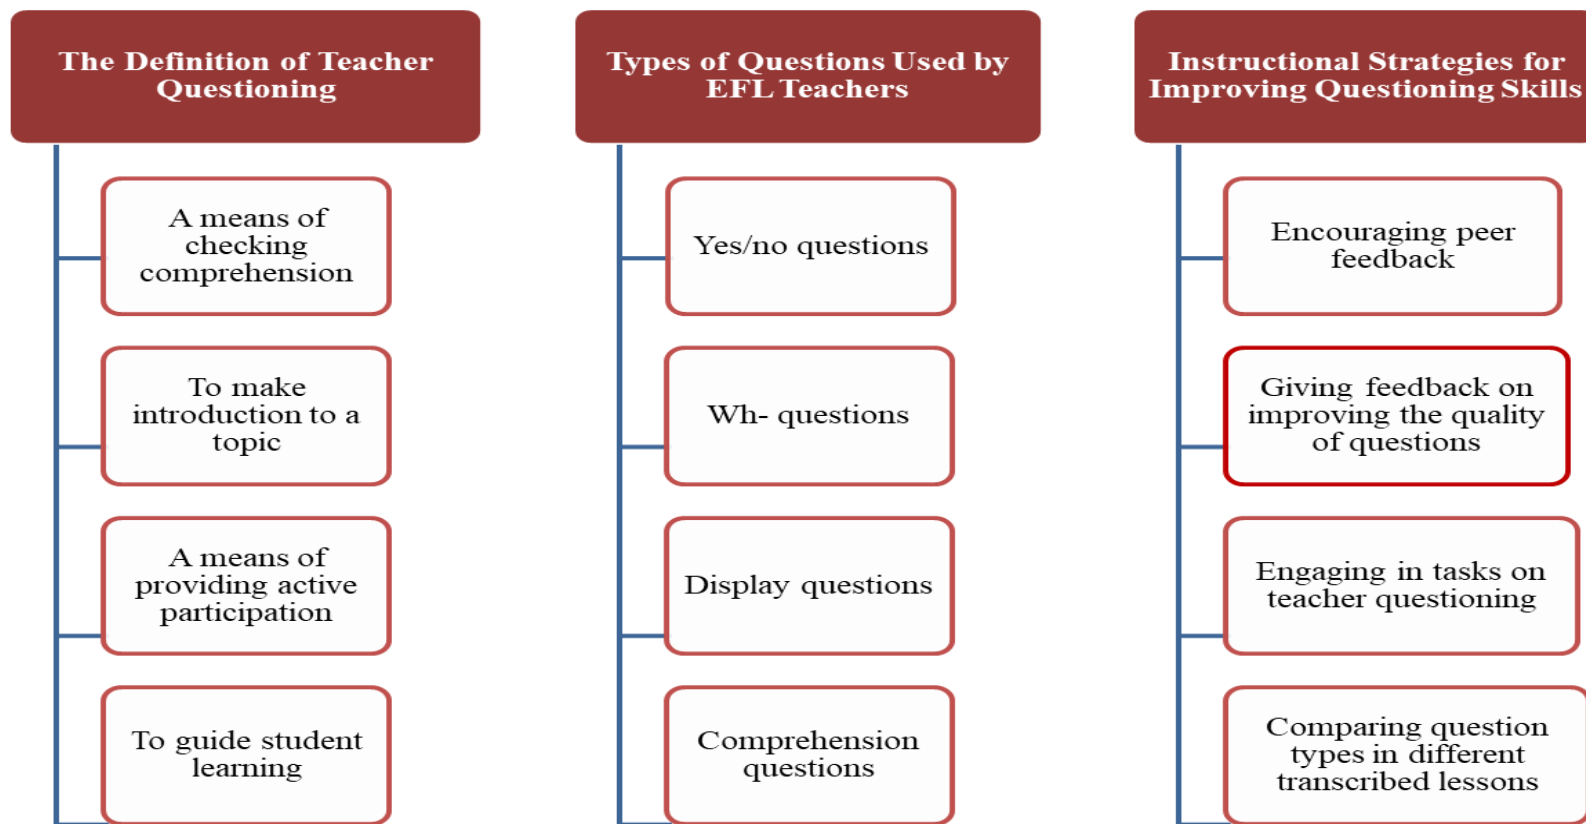 The Definition of Teacher
Questioning
A means of
checking
comprehension
To make
introduction to a
topic
A means of
providing active
participation
To guide student
learning
Types of Questions Used by
EFL Teachers
Yes/no questions
Wh- questions
Display questions
Comprehension
questions
Instructional Strategies for
Improving Questioning Skills
Encouraging peer
feedback
Giving feedback on
improving the quality
of questions
Engaging in tasks on
teacher questioning
Comparing question
types in different
transcribed lessons